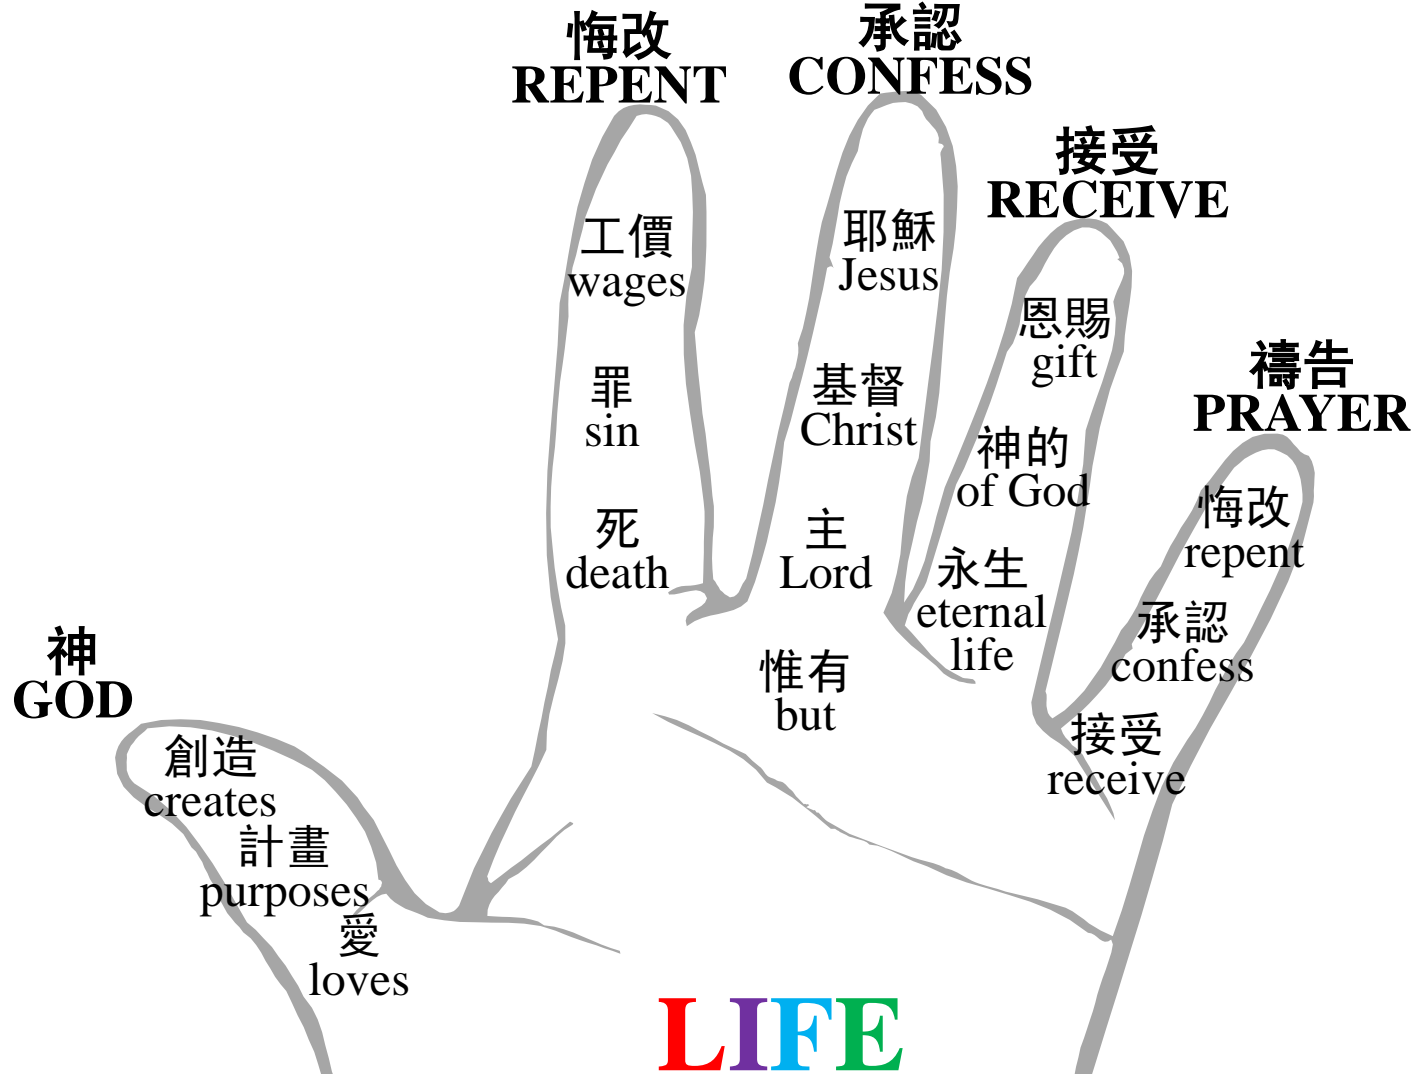 神
GOD
創造
creates
計畫
purposes
愛
loves
悔改
REPENT
工價
wages
罪
sin
死
death
承認
CONFESS
耶穌
Jesus
基督
Christ
主
Lord
惟有
but
接受
RECEIVE
恩賜
gift
神的
of God
永生
eternal
life
禱告
PRAYER
悔改
repent
承認
confess
接受
receive
LIFE